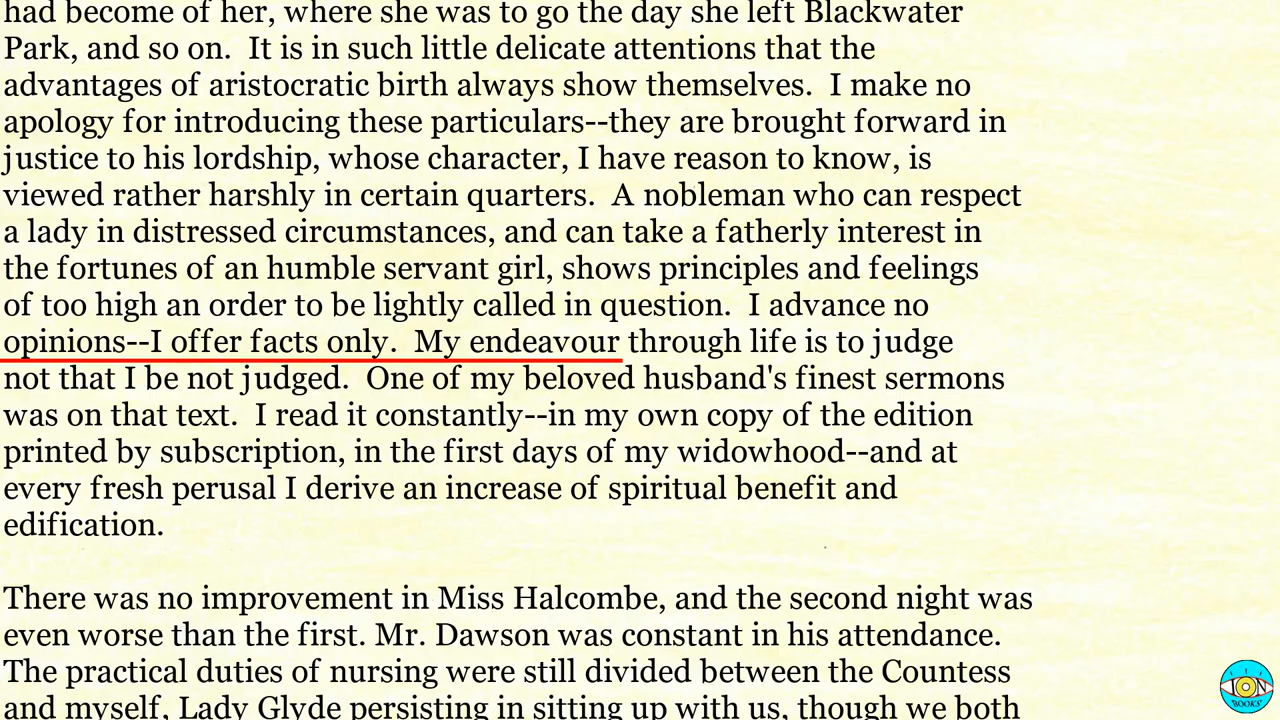 had become of her, where she was to go the day she left Blackwater
Park, and so on.  It is in such little delicate attentions that the
advantages of aristocratic birth always show themselves.  I make no
apology for introducing these particulars--they are brought forward in
justice to his lordship, whose character, I have reason to know, is
viewed rather harshly in certain quarters.  A nobleman who can respect
a lady in distressed circumstances, and can take a fatherly interest in
the fortunes of an humble servant girl, shows principles and feelings
of too high an order to be lightly called in question.  I advance no
opinions--I offer facts only.  My endeavour through life is to judge
not that I be not judged.  One of my beloved husband's finest sermons
was on that text.  I read it constantly--in my own copy of the edition
printed by subscription, in the first days of my widowhood--and at
every fresh perusal I derive an increase of spiritual benefit and
edification.
There was no improvement in Miss Halcombe, and the second night was
even worse than the first. Mr. Dawson was constant in his attendance.
The practical duties of nursing were still divided between the Countess
and myself, Lady Glyde persisting in sitting up with us, though we both
ION
BOOKS